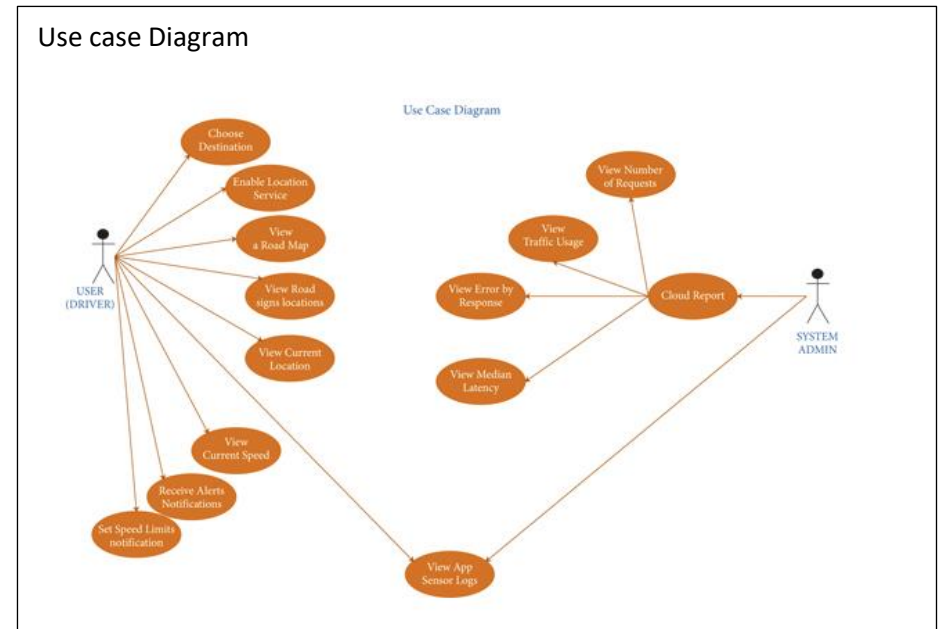 Use case Diagram
Use Case Diagram
Choose
Destination
Enable Location
Service
View
a Road Map
View Road
signs locations
View Current
Location
View
Current Speed
Receive Alerts
Notifications
Set Speed Limits
notification
USER
(DRIVER)
View Number
of Requests
View
Traffic Usage
View Error by
Response
View Median
Latency
Cloud Report
SYSTEM
ADMIN
View App
Sensor Logs